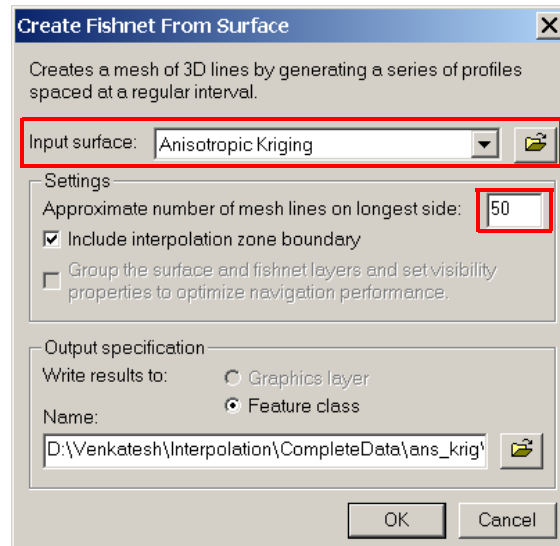 Create Fishnet From Surface
Creates a mesh of 3D lines by generating a series of profiles
spaced at a regular interval.
Input surface: Anisotropic Kriging
Settings
Approximate number of mesh lines on longest side: 50
Include interpolation zone boundary
Group the surface and fishnet layers and set visibility
properties to optimize navigation performance.
Output specification
Write results to: Graphics layer
Feature class
Name:
D:\Venkatesh\Interpolation\CompleteData\ans_krig\
OK Cancel